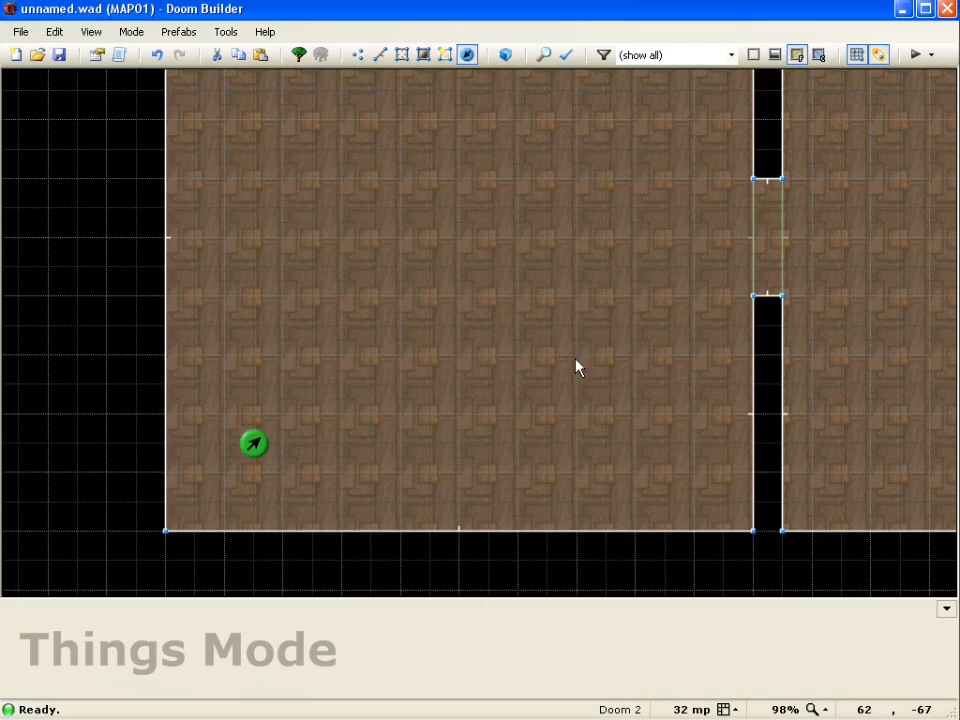 unnamed.wad (MAP01) - Doom Builder
File Edit View Mode Prefabs Tools Help
(show all)
Things Mode
Ready. Doom 2 32 mp 98% 62 , -67